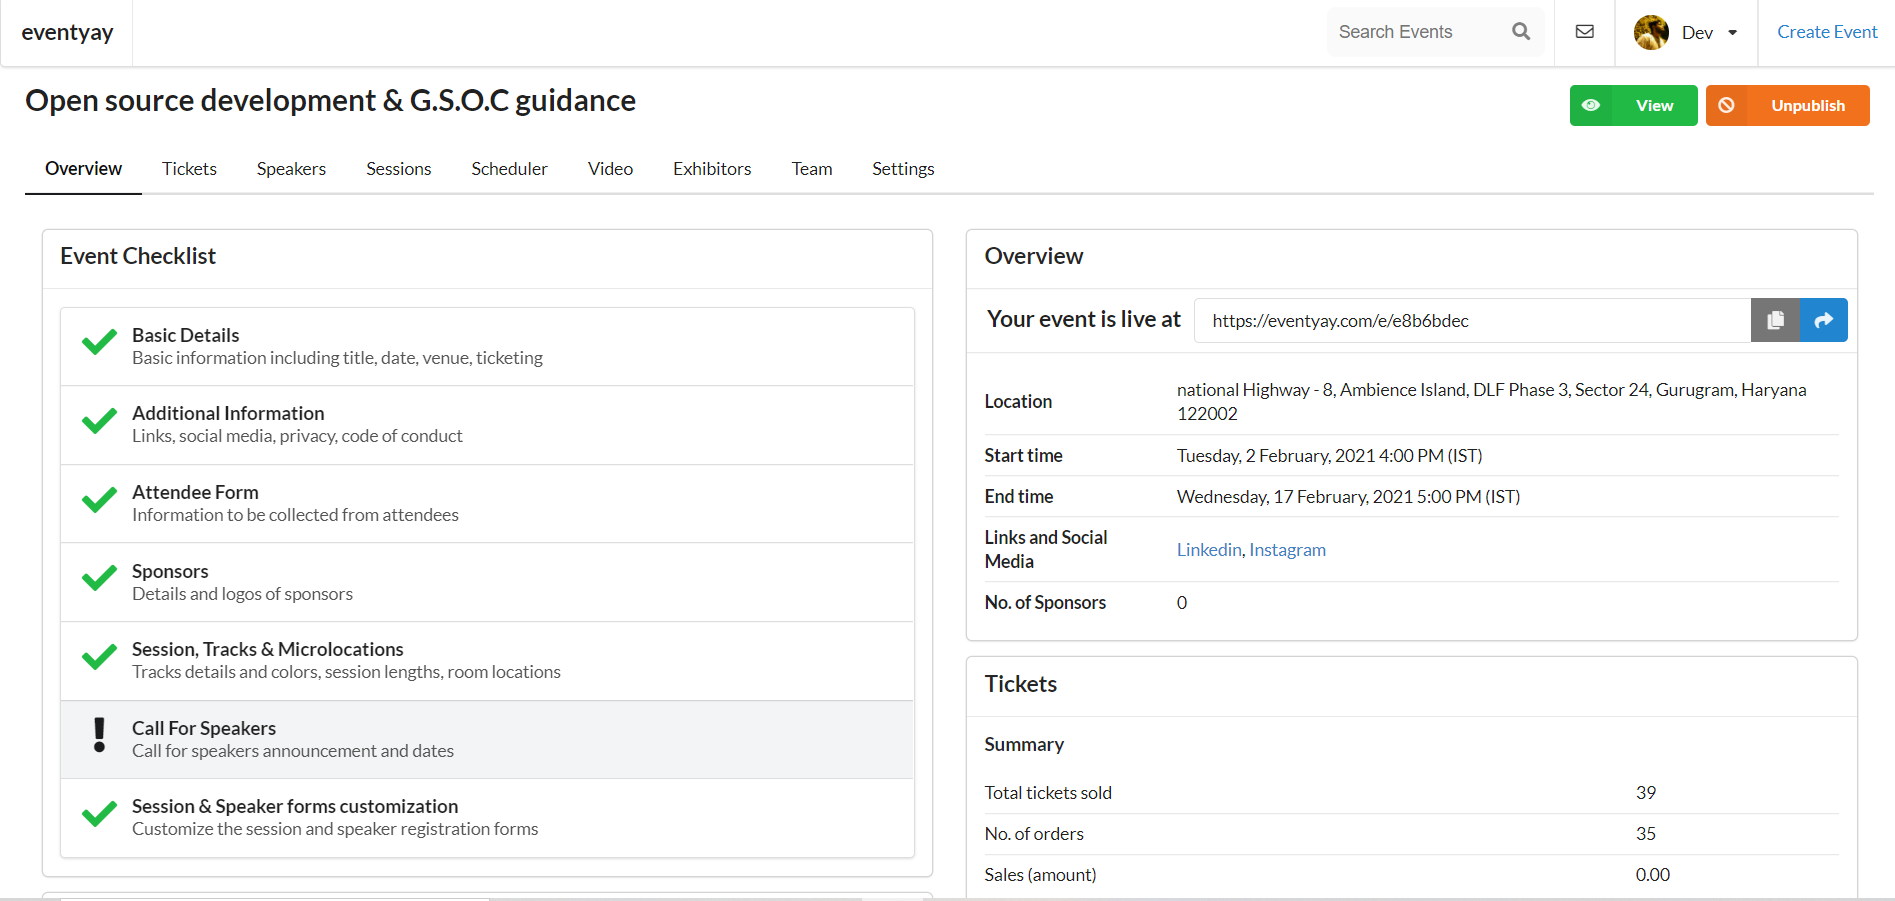 eventyay
Search Events
Dev
Create Event
Open source development & G.S.O.C guidance
View
Unpublish
Overview
Tickets
Speakers
Sessions
Scheduler
Video
Exhibitors
Team
Settings
Event Checklist
Basic Details
Basic information including title, date, venue, ticketing
Additional Information
Links, social media, privacy, code of conduct
Attendee Form
Information to be collected from attendees
Sponsors
Details and logos of sponsors
Session, Tracks & Microlocations
Tracks details and colors, session lengths, room locations
Call For Speakers
Call for speakers announcement and dates
Session & Speaker forms customization
Customize the session and speaker registration forms
Overview
Your event is live at https://eventyay.com/e/e8b6bdec
Location
national Highway - 8, Ambience Island, DLF Phase 3, Sector 24, Gurugram, Haryana
122002
Start time Tuesday, 2 February, 2021 4:00 PM (IST)
End time Wednesday, 17 February, 2021 5:00 PM (IST)
Links and Social
Media
Linkedin, Instagram
No. of Sponsors 0
Tickets
Summary
Total tickets sold 39
No. of orders 35
Sales (amount) 0.00